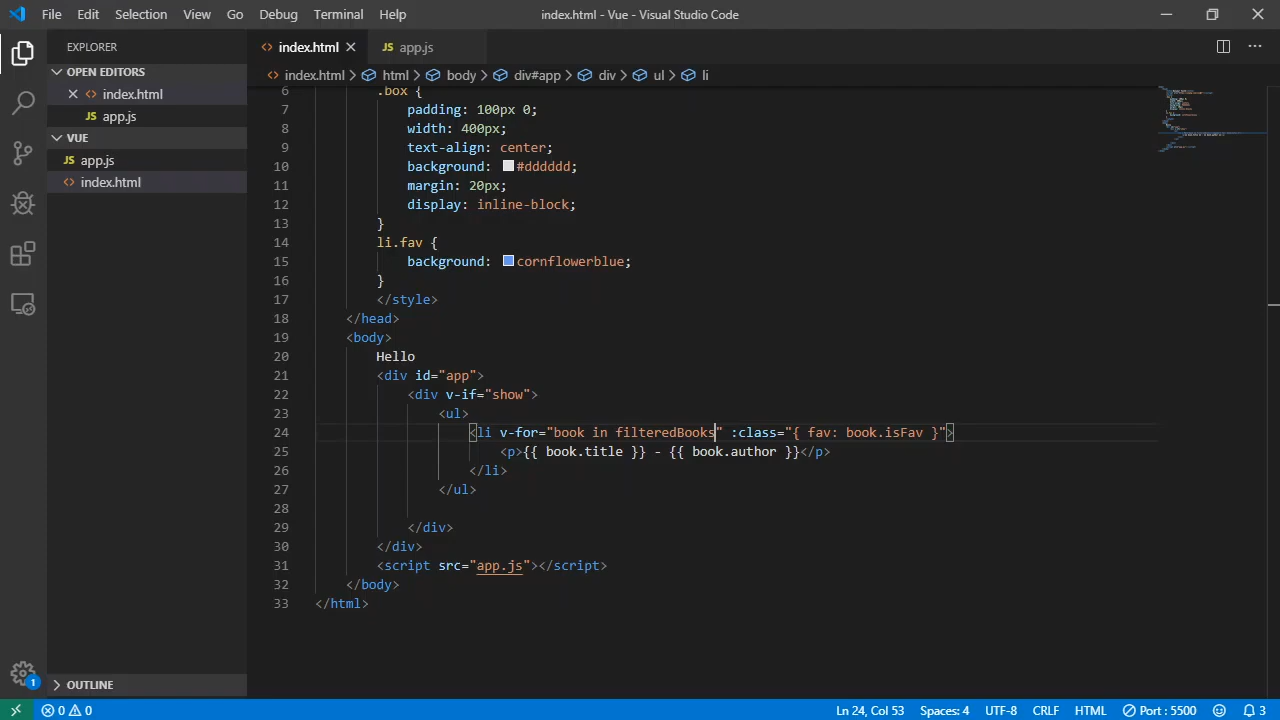 File Edit Selection View Go Debug Terminal Help index.html - Vue - Visual Studio Code
EXPLORER
OPEN EDITORS
index.html
JS app.js
VUE
JS app.js
index.html
OUTLINE
1
index.html JS app.js
index.html > html > body > div#app > div > ul > li
6 .box {
7 padding: 100px 0;
8 width: 400px;
9 text-align: center;
10 background: #dddddd;
11 margin: 20px;
12 display: inline-block;
13 }
14 li.fav {
15 background: cornflowerblue;
16 }
17 </style>
18 </head>
19 <body>
20 Hello
21 <div id="app">
22 <div v-if="show">
23 <ul>
24 <li v-for="book in filteredBooks" :class="{ fav: book.isFav }">
25 <p>{{ book.title }} - {{ book.author }}</p>
26 </li>
27 </ul>
28
29 </div>
30 </div>
31 <script src="app.js"></script>
32 </body>
33 </html>
0 0 Ln 24, Col 53 Spaces: 4 UTF-8 CRLF HTML Port : 5500 3